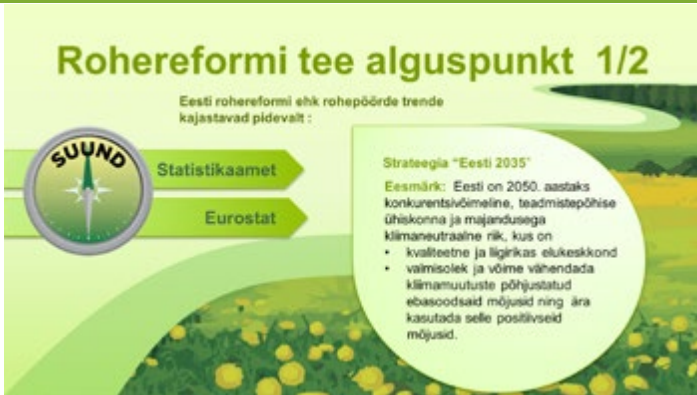 Rohereformi tee alguspunkt 1/2
Eesti rohereformi ehk rohepöörde trende
kajastavad pidevalt :
SUUND
Statistikaamet
Eurostat
Strateegia "Eesti 2035"
Eesmärk: Eesti on 2050. aastaks
konkurentsivõimeline, teadmistepõhise
ühiskonna ja majandusega
kliimaneutraalne riik, kus on
• kvaliteetne ja liigirikas elukeskkond
• valmisolek ja võime vähendada
kliimamuutuste põhjustatud
ebasoodsaid mõjusid ning ära
kasutada selle positiivseid
mõjusid.